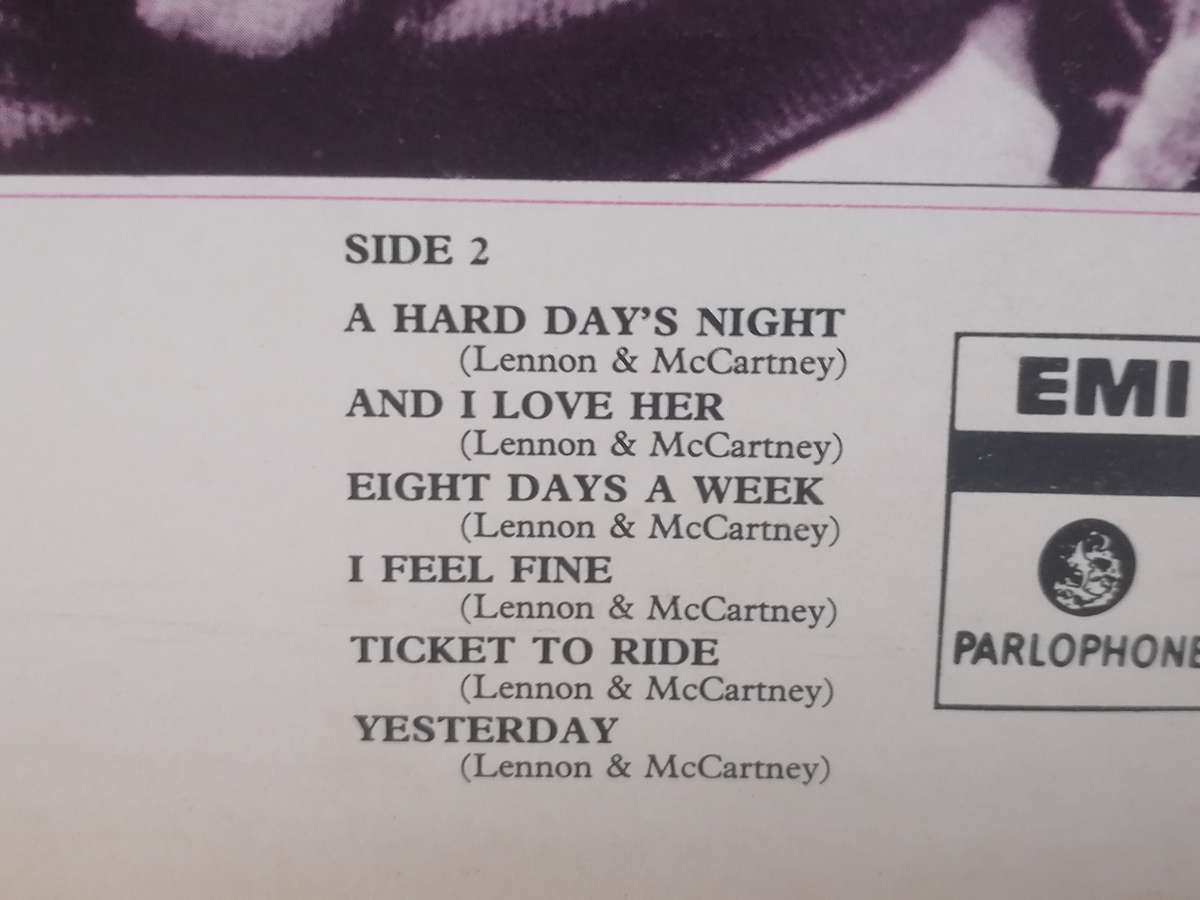 SIDE 2
A HARD DAY'S NIGHT
(Lennon & McCartney)
AND I LOVE HER
(Lennon & McCartney)
EIGHT DAYS A WEEK
(Lennon & McCartney)
I FEEL FINE
(Lennon & McCartney)
TICKET TO RIDE
(Lennon & McCartney)
YESTERDAY
(Lennon & McCartney)
EMI
PARLOPHONE